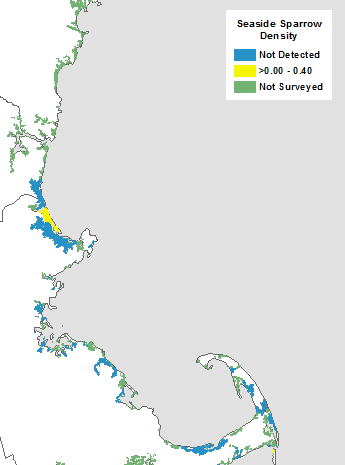 Seaside Sparrow
Density
Not Detected
>0.00 - 0.40
Not Surveyed